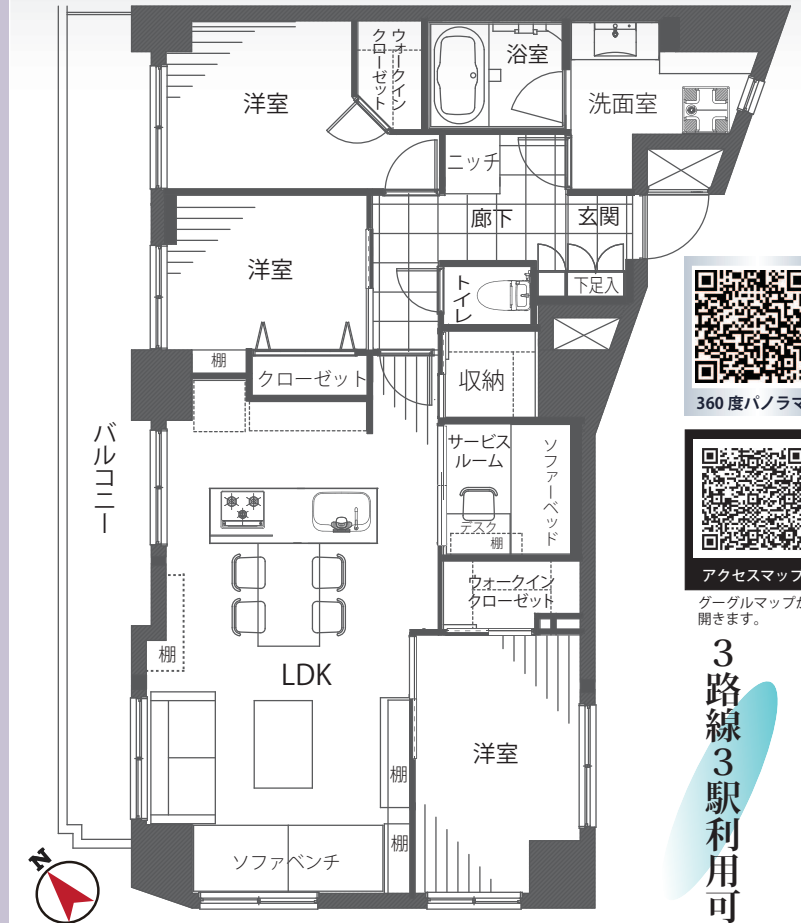 ウォークイン
クローゼット
浴室
洋室
洗面室
ニッチ
廊下
玄関
洋室
トイレ
下足入
棚
クローゼット
収納
360 度パノラマ
バルコニー
サービス
ルーム
ソファーベッド
デスク
棚
アクセスマップ
ウォークイン
クローゼット
グーグルマップが
開きます。
棚
LDK
3路線3駅利用可
洋室
棚
棚
ソファベンチ
N